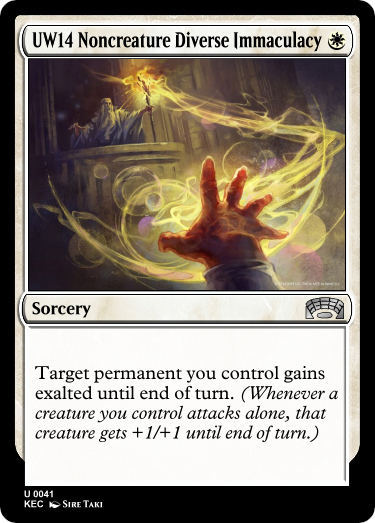 UW14 Noncreature Diverse Immaculacy
Sorcery
Target permanent you control gains
exalted until end of turn. (Whenever a
creature you control attacks alone, that
creature gets +1/+1 until end of turn.)
U 0041
KEC Sire Taki